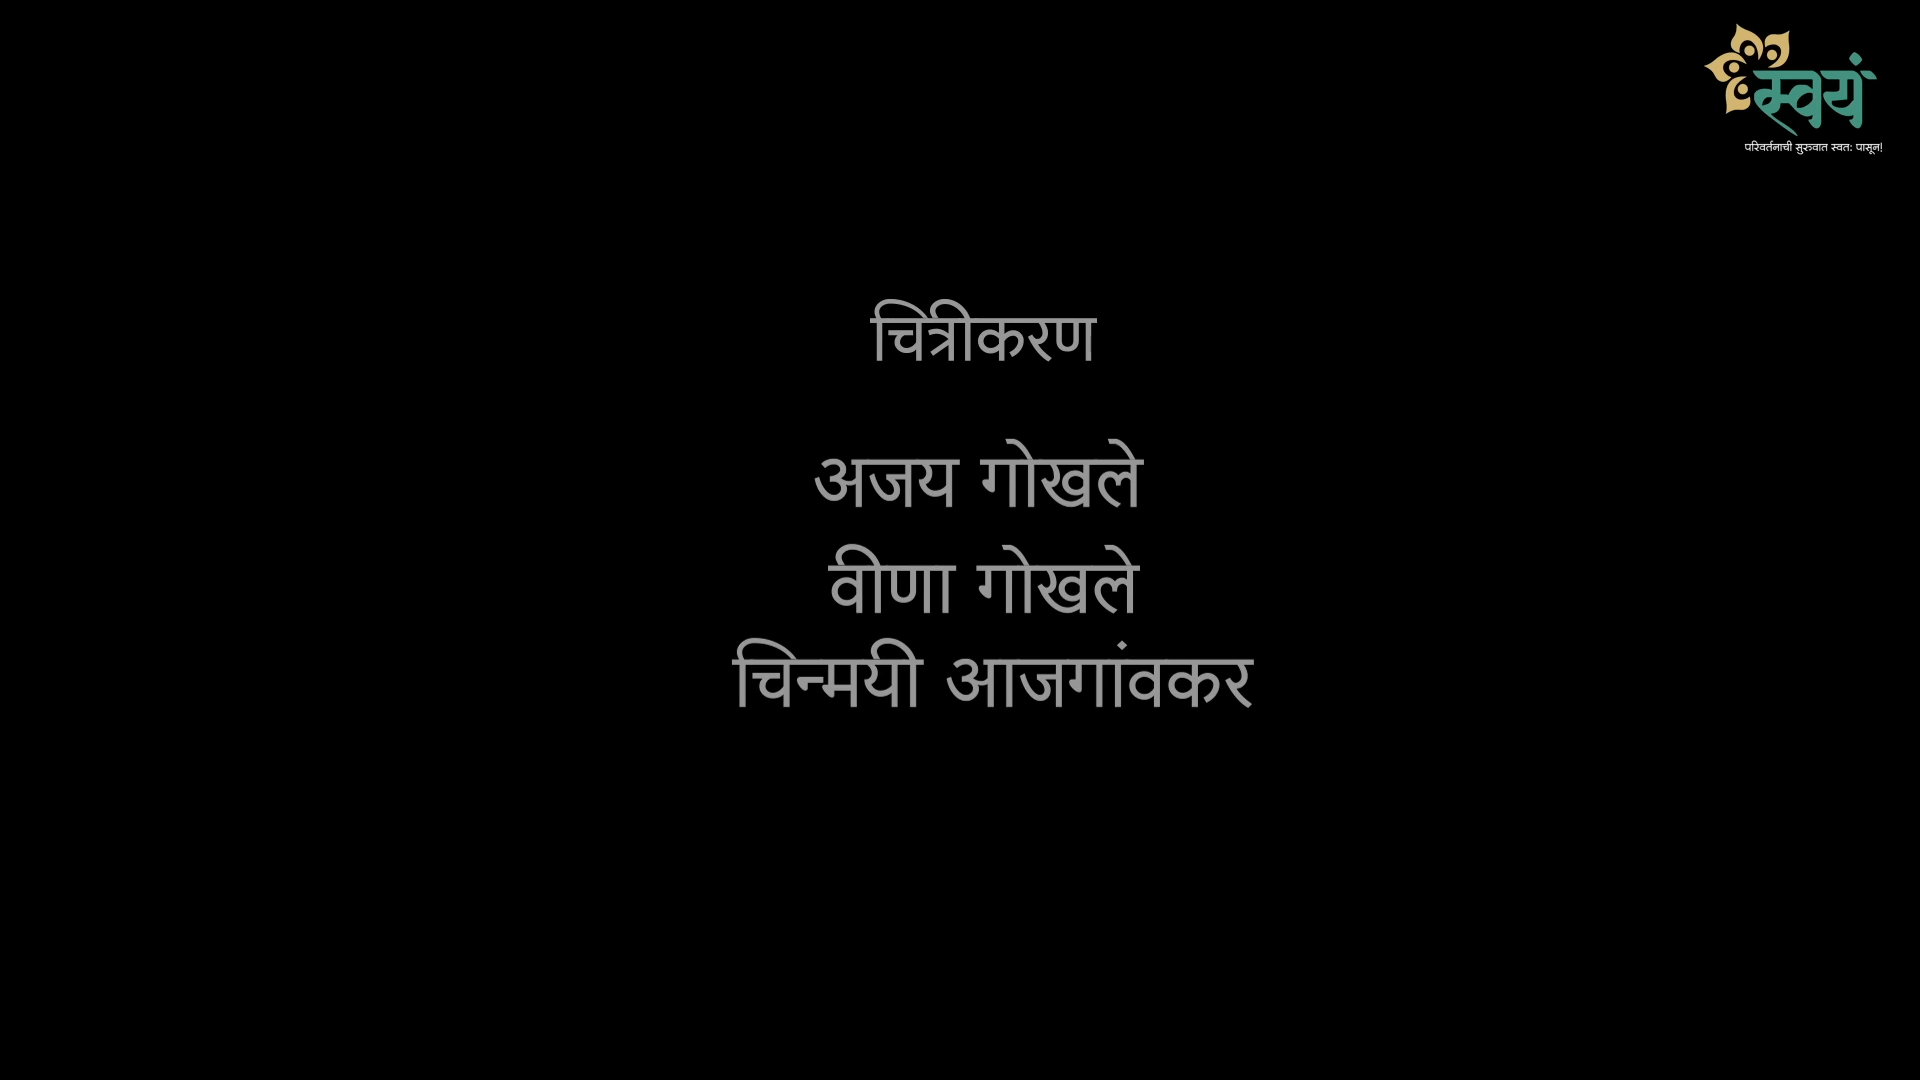 स्वयं
परिवर्तनाची सुरुवात स्वत: पासून!
चित्रीकरण
अजय गोखले
वीणा गोखले
चिन्मयी आजगांवकर